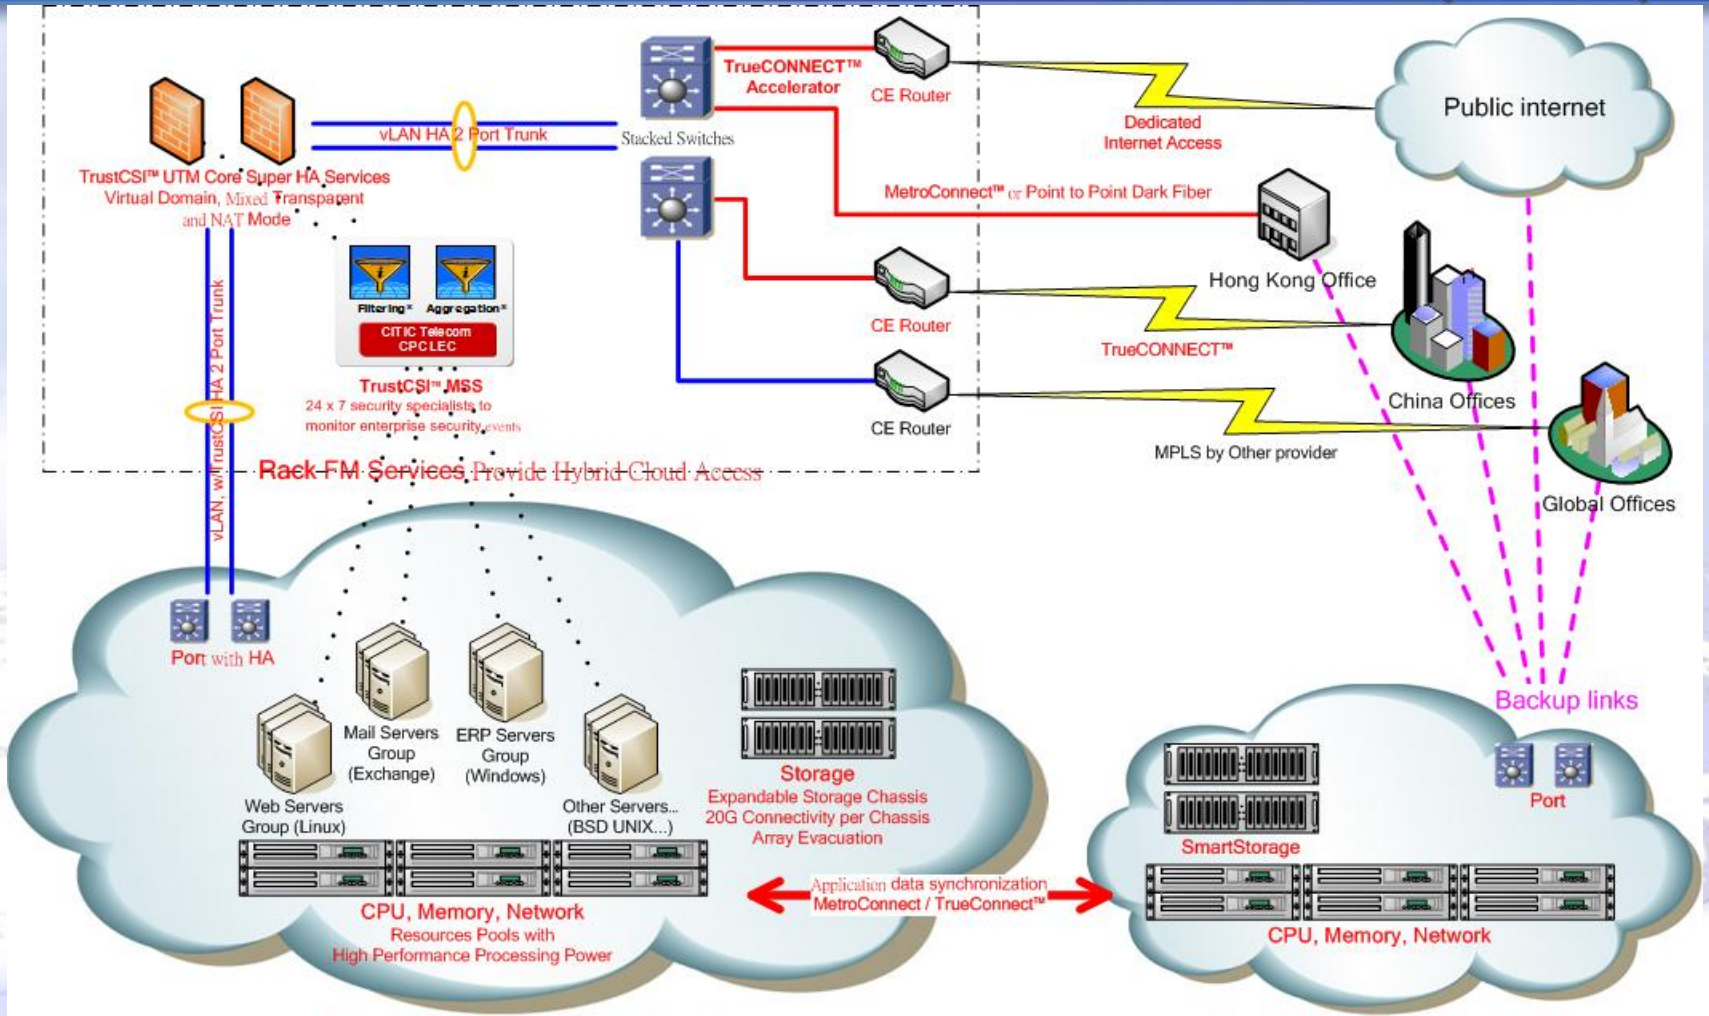 TrueCONNECT™
Accelerator
CE Router
Public internet
Dedicated
Internet Access
vLAN HA 2 Port Trunk
Stacked Switches
TrustCSI™ UTM Core Super HA Services
Virtual Domain, Mixed Transparent
and NAT Mode
MetroConnect™ or Point to Point Dark Fiber
Hong Kong Office
Filtering*
Aggregation*
CITIC Telecom
CPC LEC
CE Router
TrueCONNECT™
TrustCSI™ MSS
24 x 7 security specialists to
monitor enterprise security events
China Offices
CE Router
MPLS by Other provider
Global Offices
Rack FM Services Provide Hybrid Cloud Access
vLAN, w/TrustCSI HA 2 Port Trunk
Port with HA
Backup links
Mail Servers
Group
(Exchange)
ERP Servers
Group
(Windows)
Web Servers
Group (Linux)
Other Servers...
(BSD UNIX...)
Storage
Expandable Storage Chassis
20G Connectivity per Chassis
Array Evacuation
Port
SmartStorage
Application data synchronization
MetroConnect / TrueConnect™
CPU, Memory, Network
Resources Pools with
High Performance Processing Power
CPU, Memory, Network